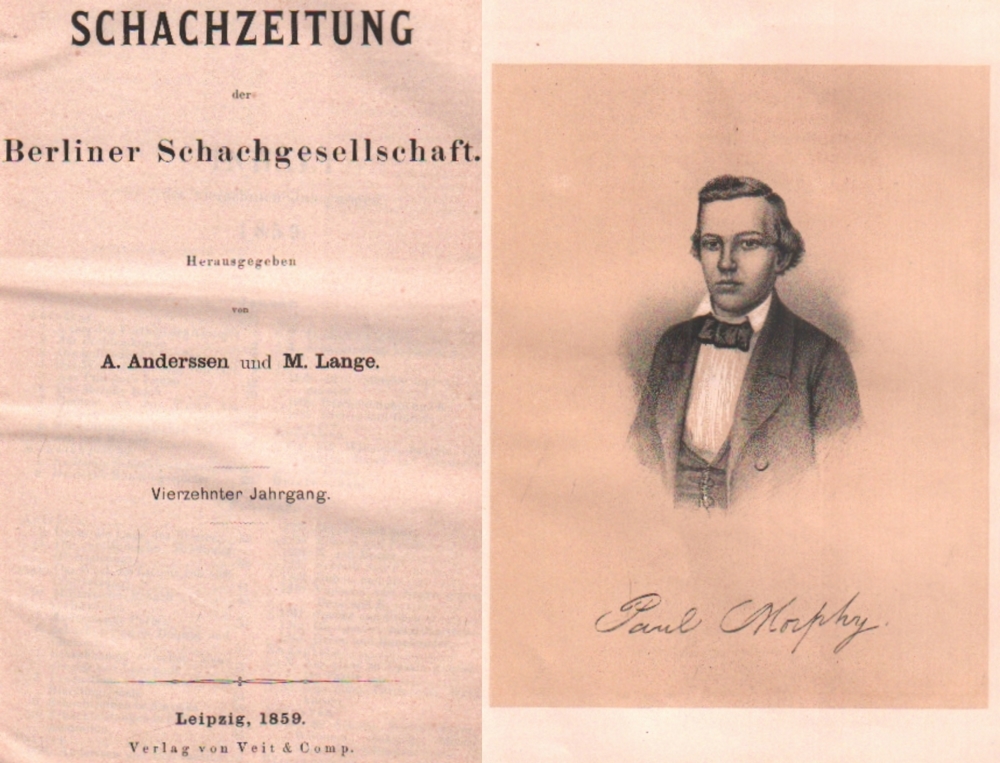 SCHACHZEITUNG
der
Berliner Schachgesellschaft.
Herausgegeben
von
A. Anderssen und M. Lange.
Vierzehnter Jahrgang.
Leipzig, 1859.
Verlag von Veit & Comp.
Paul Morphy.